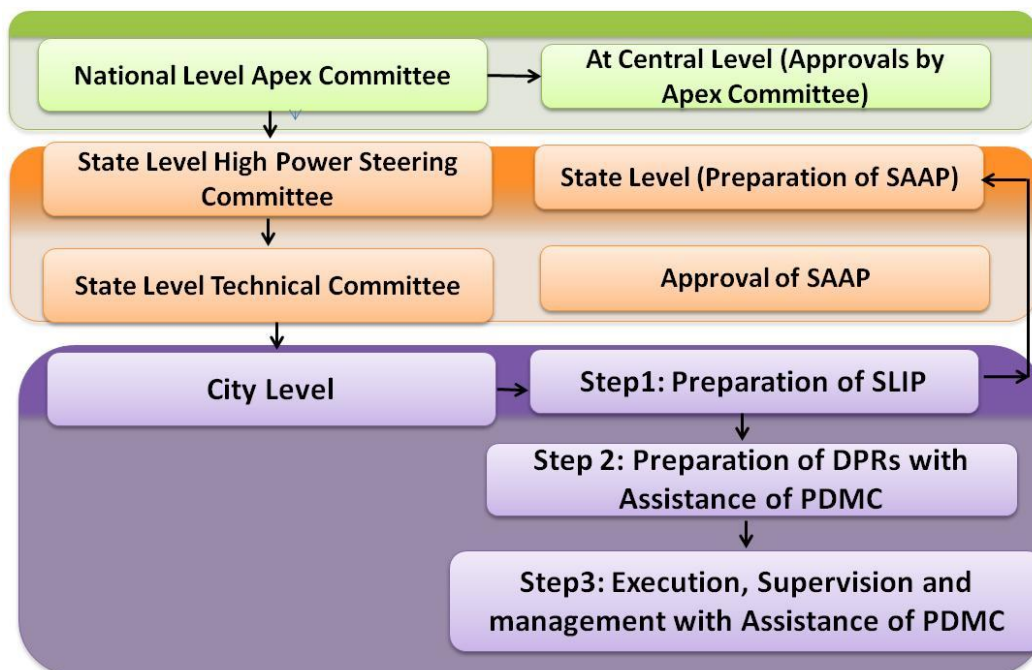 National Level Apex Committee
At Central Level (Approvals by
Apex Committee)
State Level High Power Steering
Committee
State Level (Preparation of SAAP)
State Level Technical Committee
Approval of SAAP
City Level
Step1: Preparation of SLIP
Step 2: Preparation of DPRs with
Assistance of PDMC
Step3: Execution, Supervision and
management with Assistance of PDMC